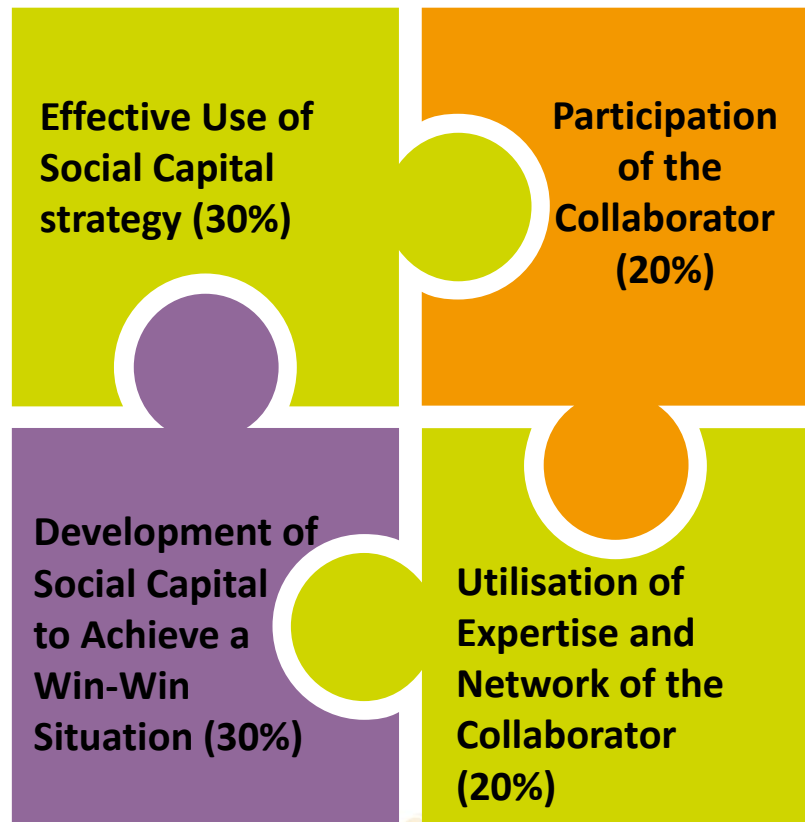 Effective Use of
Social Capital
strategy (30%)
Participation
of the
Collaborator
(20%)
Development of
Social Capital
to Achieve a
Win-Win
Situation (30%)
Utilisation of
Expertise and
Network of the
Collaborator
(20%)